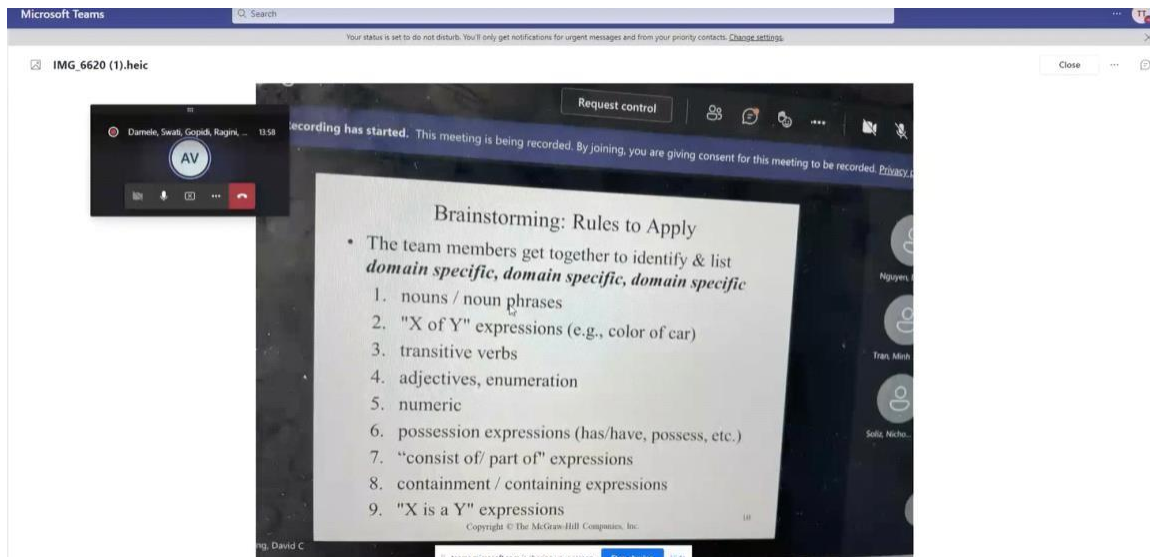 Microsoft Teams
Search
TT
Your status is set to do not disturb. You'll only get notifications for urgent messages and from your priority contacts. Change settings.
IMG_6620 (1).heic
Close
Request control
Damele, Swati, Gopidi, Ragini, ...
13:58
AV
ecording has started. This meeting is being recorded. By joining, you are giving consent for this meeting to be recorded. Privacy
Brainstorming: Rules to Apply
• The team members get together to identify & list
domain specific, domain specific, domain specific
1. nouns / noun phrases
2. "X of Y" expressions (e.g., color of car)
3. transitive verbs
4. adjectives, enumeration
5. numeric
6. possession expressions (has/have, possess, etc.)
7. “consist of/ part of" expressions
8. containment / containing expressions
9. "X is a Y" expressions
Copyright © The McGraw-Hill Companies, Inc.
10
Nguyen,
Tran, Minh
Soliz, Nicho...
ng, David C